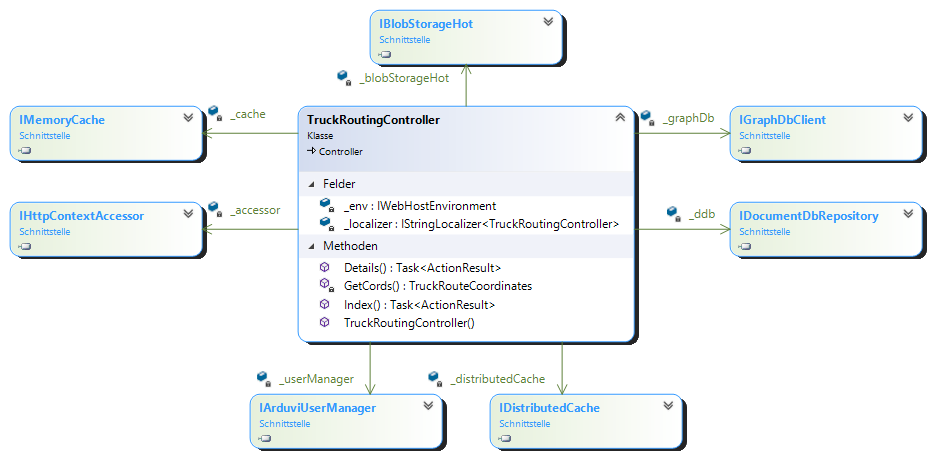 IBlobStorageHot
Schnittstelle
_blobStorageHot
IMemoryCache
Schnittstelle
_cache
TruckRoutingController
Klasse
Controller
_graphDb
IGraphDbClient
Schnittstelle
Felder
_env : IWebHostEnvironment
_localizer : IStringLocalizer<TruckRoutingController>
IHttpContextAccessor
Schnittstelle
_accessor
_ddb
IDocumentDbRepository
Schnittstelle
Methoden
Details() : Task<ActionResult>
GetCords() : TruckRouteCoordinates
Index() : Task<ActionResult>
TruckRoutingController()
_userManager
IArduviUserManager
Schnittstelle
_distributedCache
IDistributedCache
Schnittstelle